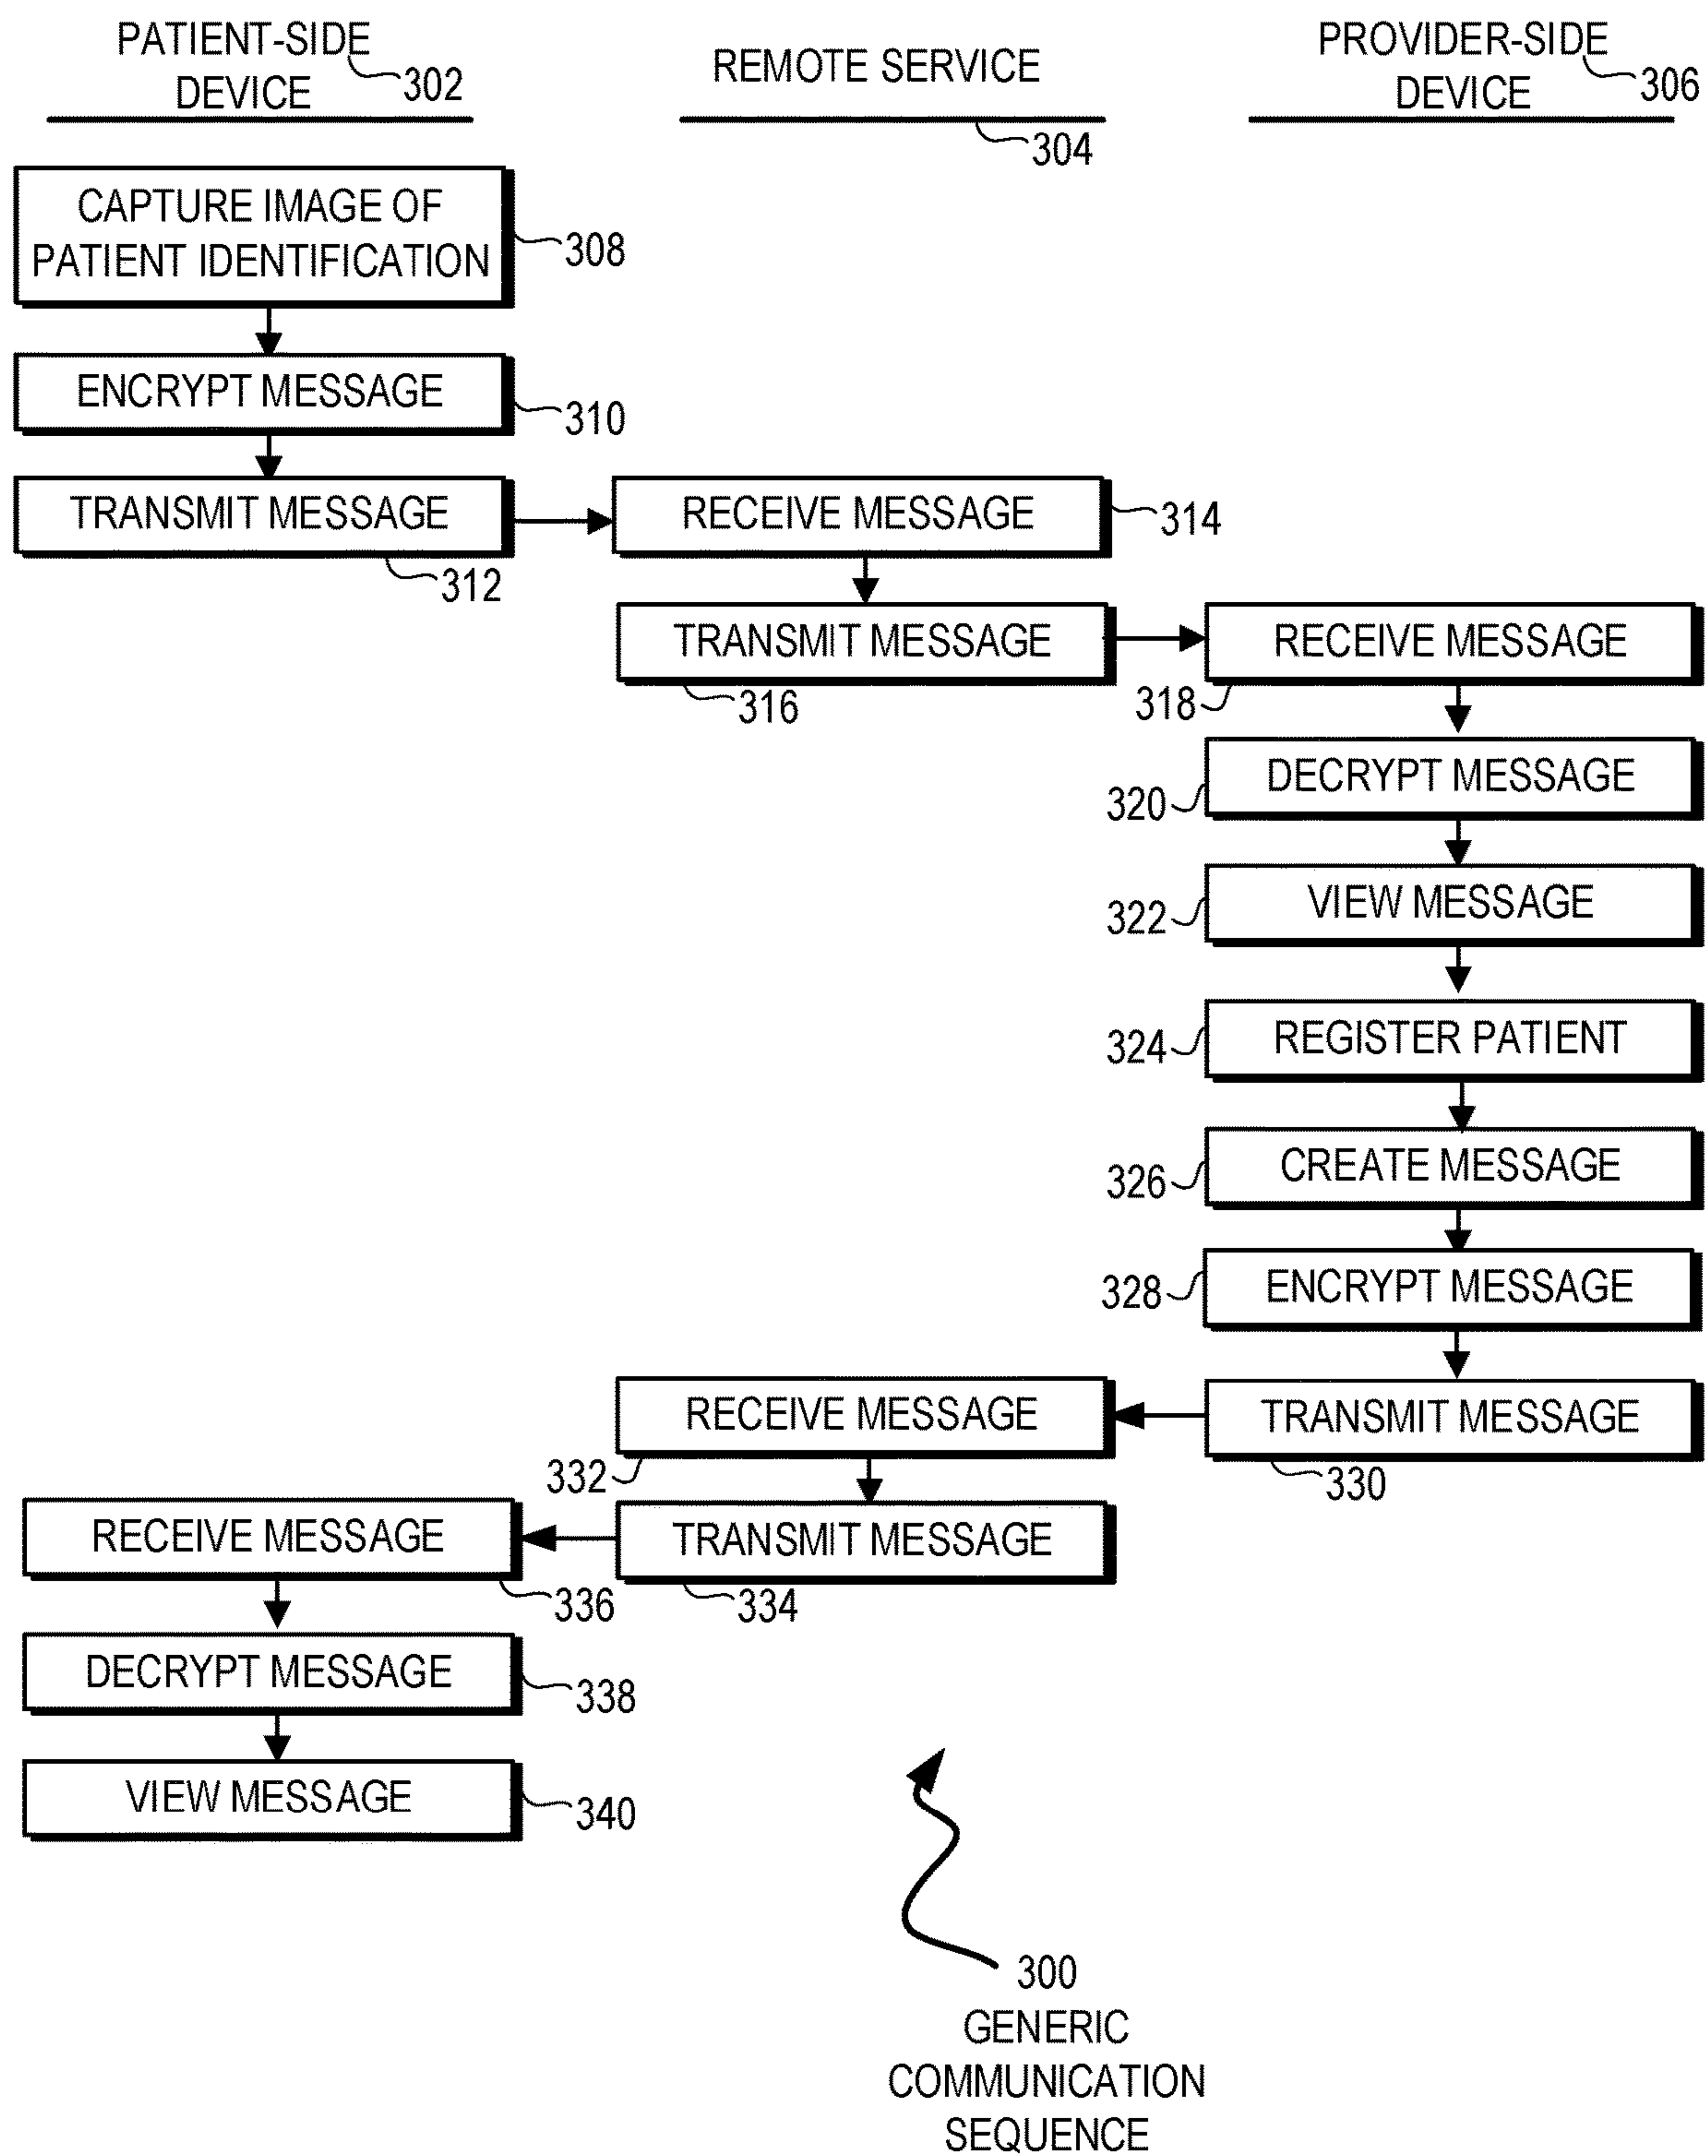 PATIENT-SIDE
DEVICE
302
REMOTE SERVICE
304
PROVIDER-SIDE
DEVICE
306
CAPTURE IMAGE OF
PATIENT IDENTIFICATION
308
ENCRYPT MESSAGE
310
TRANSMIT MESSAGE
312
RECEIVE MESSAGE
314
TRANSMIT MESSAGE
316
RECEIVE MESSAGE
318
DECRYPT MESSAGE
320
VIEW MESSAGE
322
REGISTER PATIENT
324
CREATE MESSAGE
326
ENCRYPT MESSAGE
328
TRANSMIT MESSAGE
330
RECEIVE MESSAGE
332
TRANSMIT MESSAGE
334
RECEIVE MESSAGE
336
DECRYPT MESSAGE
338
VIEW MESSAGE
340
300
GENERIC
COMMUNICATION
SEQUENCE